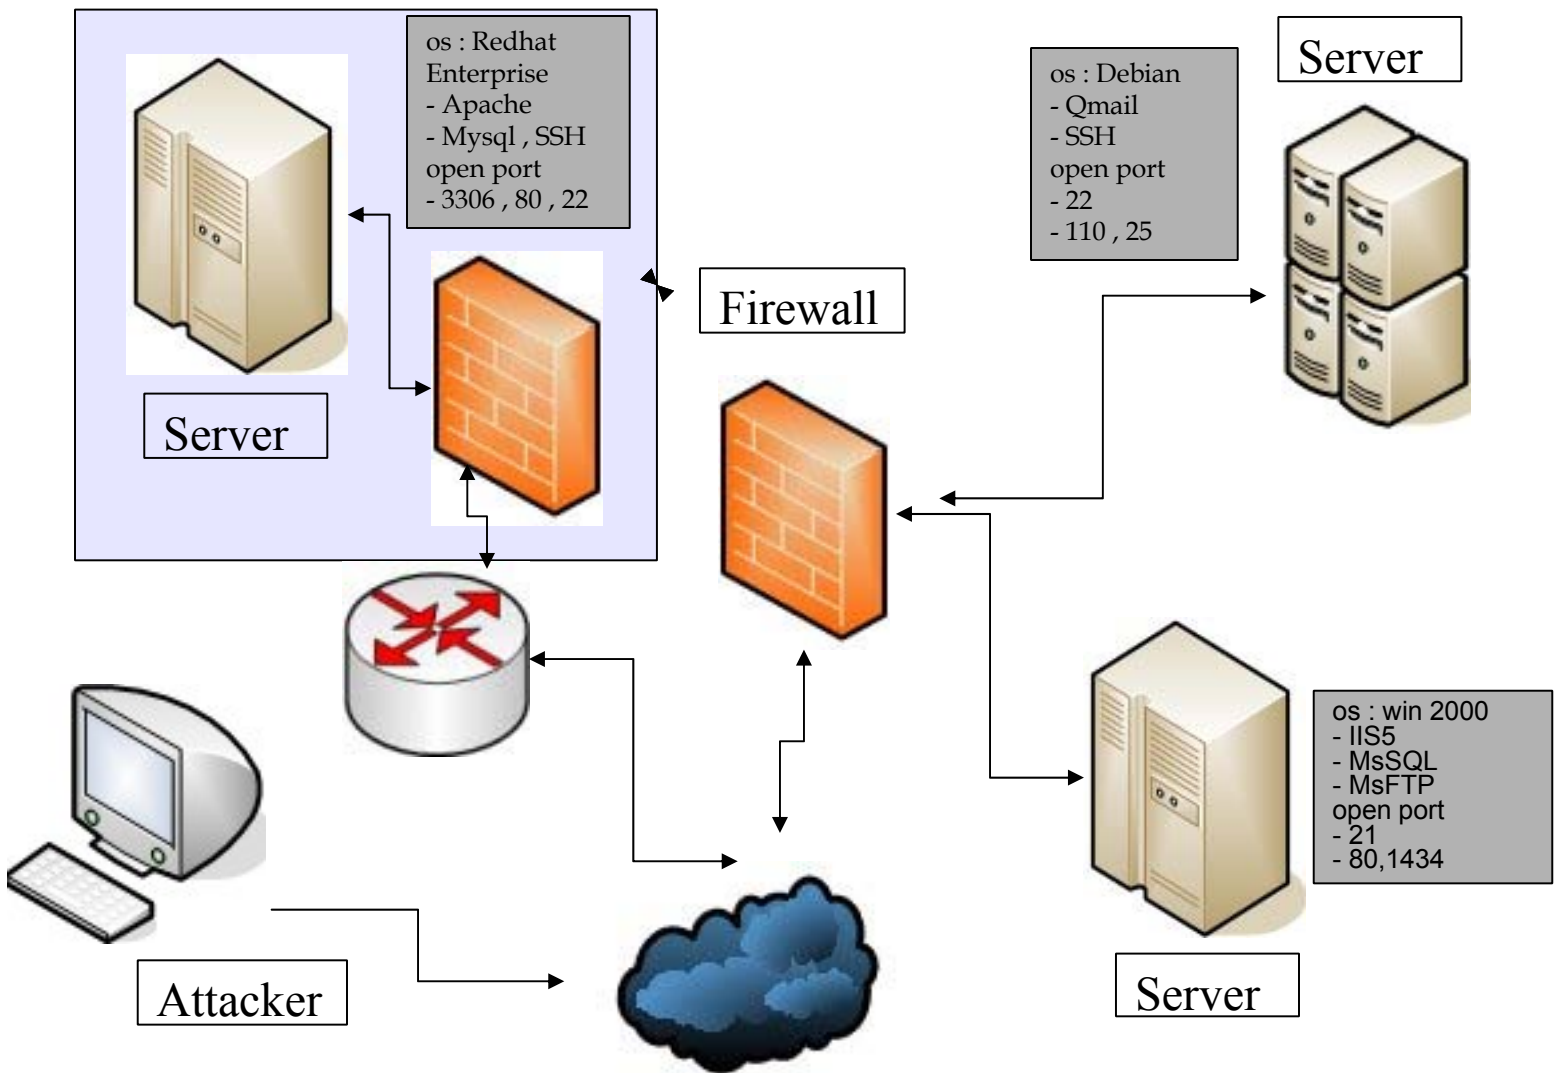 os : Redhat
Enterprise
- Apache
- Mysql , SSH
open port
- 3306 , 80 , 22
Server
Firewall
os : Debian
- Qmail
- SSH
open port
- 22
- 110 , 25
Server
os : win 2000
- IIS5
- MsSQL
- MsFTP
open port
- 21
- 80,1434
Server
Attacker